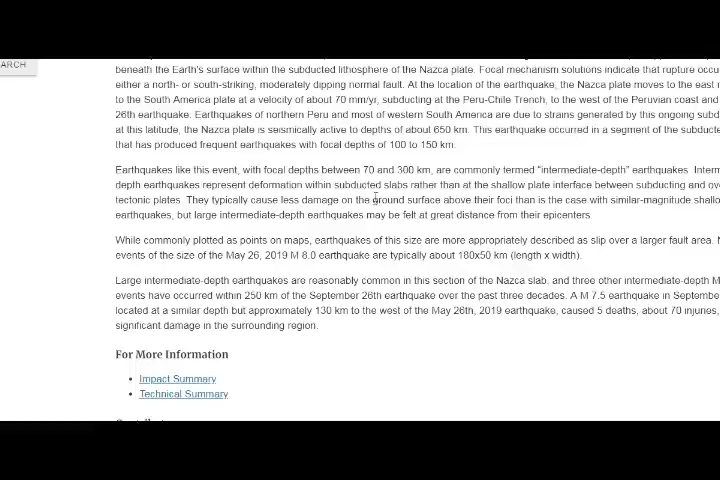 ARCH
beneath the Earth's surface within the subducted lithosphere of the Nazca plate. Focal mechanism solutions indicate that rupture occu
either a north- or south-striking, moderately dipping normal fault. At the location of the earthquake, the Nazca plate moves to the east
to the South America plate at a velocity of about 70 mm/yr, subducting at the Peru-Chile Trench, to the west of the Peruvian coast and
26th earthquake. Earthquakes of northern Peru and most of western South America are due to strains generated by this ongoing subd
at this latitude, the Nazca plate is seismically active to depths of about 650 km. This earthquake occurred in a segment of the subducte
that has produced frequent earthquakes with focal depths of 100 to 150 km.
Earthquakes like this event, with focal depths between 70 and 300 km, are commonly termed "intermediate-depth" earthquakes. Interm
depth earthquakes represent deformation within subducted slabs rather than at the shallow plate interface between subducting and ove
tectonic plates. They typically cause less damage on the ground surface above their foci than is the case with similar-magnitude shallo
earthquakes, but large intermediate-depth earthquakes may be felt at great distance from their epicenters.
While commonly plotted as points on maps, earthquakes of this size are more appropriately described as slip over a larger fault area. N
events of the size of the May 26, 2019 M 8.0 earthquake are typically about 180x50 km (length x width).
Large intermediate-depth earthquakes are reasonably common in this section of the Nazca slab, and three other intermediate-depth M
events have occurred within 250 km of the September 26th earthquake over the past three decades. A M 7.5 earthquake in Septembe
located at a similar depth but approximately 130 km to the west of the May 26th, 2019 earthquake, caused 5 deaths, about 70 injuries,
significant damage in the surrounding region.
For More Information
Impact Summary
Technical Summary